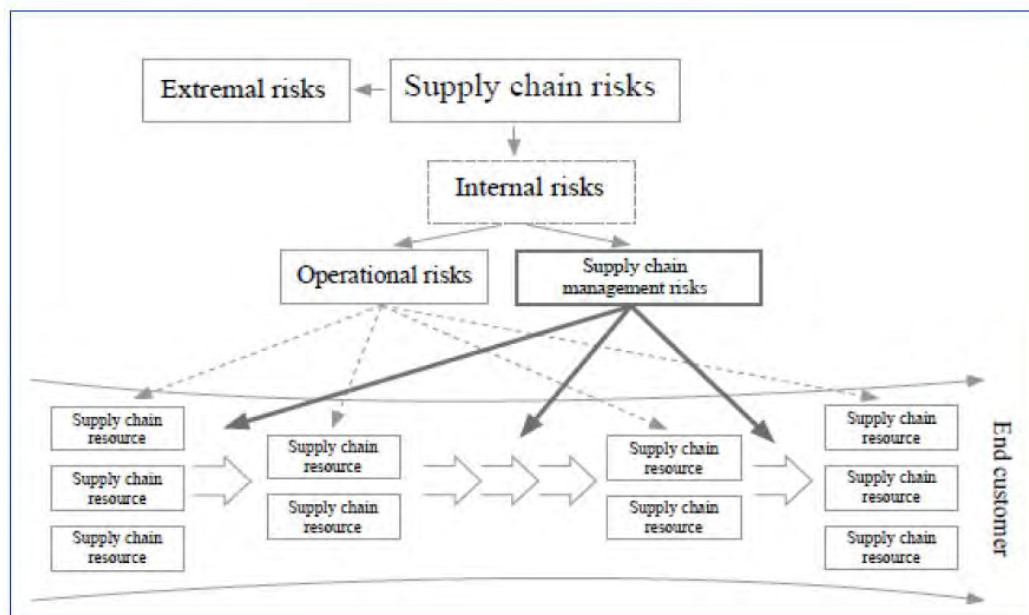 Extremal risks
Supply chain risks
Internal risks
Operational risks
Supply chain
management risks
Supply chain
resource
Supply chain
resource
Supply chain
resource
Supply chain
resource
Supply chain
resource
Supply chain
resource
Supply chain
resource
Supply chain
resource
Supply chain
resource
Supply chain
resource
End customer